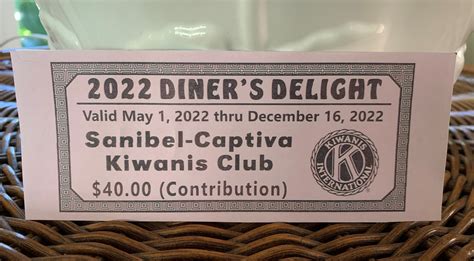 2022 DINER'S DELIGHT
Valid May 1, 2022 thru December 16, 2022
Sanibel-Captiva
Kiwanis Club
$40.00 (Contribution)
KIWANIS
K
INTERNATIONAL